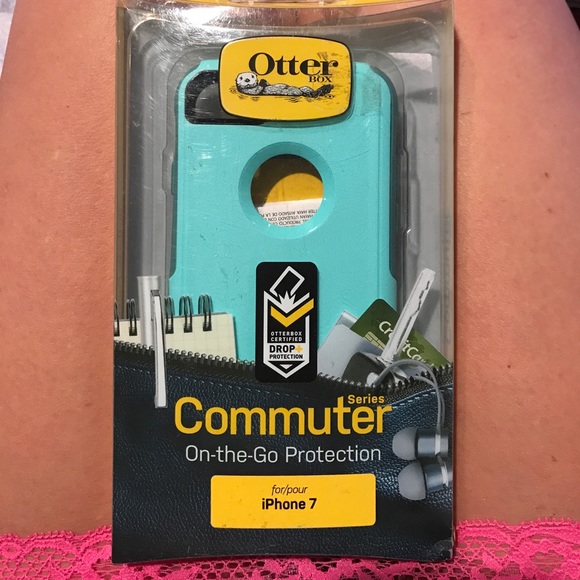 Otter
BOX
OTTERBOX
CERTIFIED
DROP+
PROTECTION
Series
Commuter
On-the-Go Protection
for/pour
iPhone 7